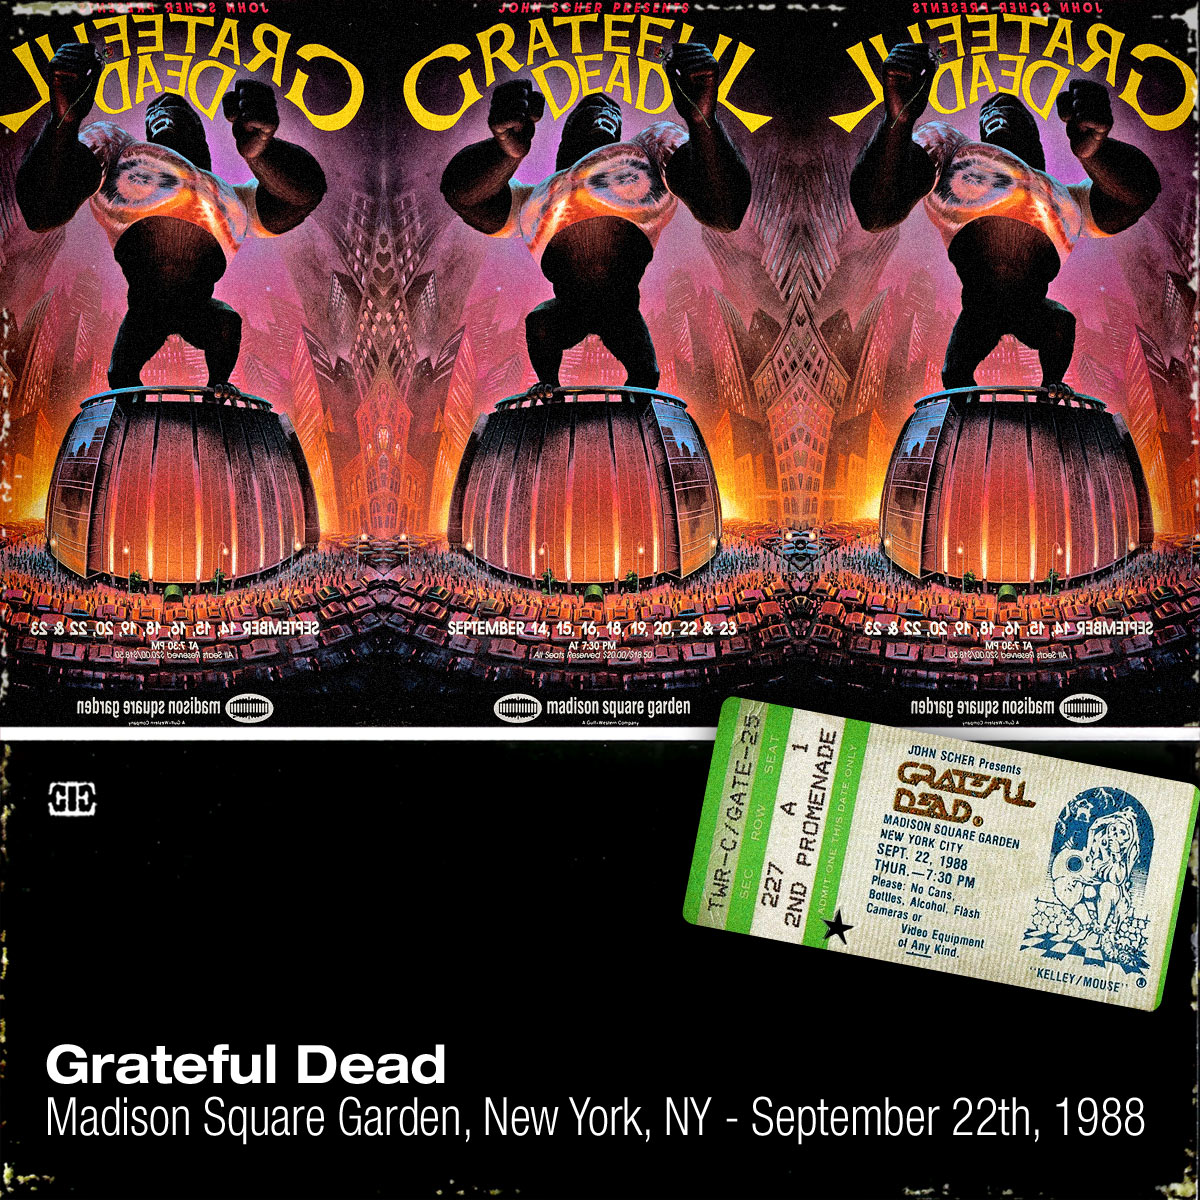 JOHN SCHER PRESENTS
GRATEFUL
DEAD
SEPTEMBER 14, 15, 16, 18, 19, 20, 22 & 23
AT 7:30 PM
All Seats Reserved $20.00/$18.50
madison square garden
A Gulf+Western Company
TWR-C/GATE-25
SEC ROW SEAT
227 A 1
2ND PROMENADE
ADMIT ONE THIS DATE ONLY
JOHN SCHER Presents
GRATEFUL
DEAD®
MADISON SQUARE GARDEN
NEW YORK CITY
SEPT. 22, 1988
THUR.—7:30 PM
Please: No Cans,
Bottles, Alcohol, Flash
Cameras or
Video Equipment
of Any Kind.
"KELLEY/MOUSE"
Grateful Dead
Madison Square Garden, New York, NY - September 22th, 1988